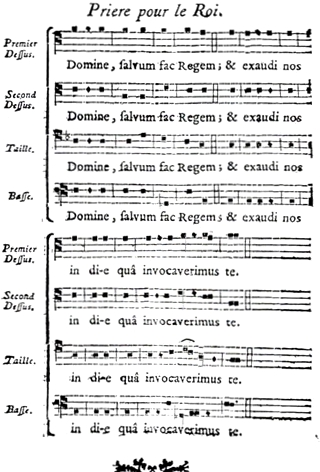 Priere pour le Roi.
Premier Dessus.
Domine, salvum fac Regem; & exaudi nos
Second Dessus.
Domine, salvum fac Regem; & exaudi nos
Taille.
Domine, salvum fac Regem; & exaudi nos
Basse.
Domine, salvum fac Regem; & exaudi nos
Premier Dessus.
in di-e quâ invocaverimus te.
Second Dessus.
in di-e quâ invocaverimus te.
Taille.
in di-e quâ invocaverimus te.
Basse.
in di-e quâ invocaverimus te.